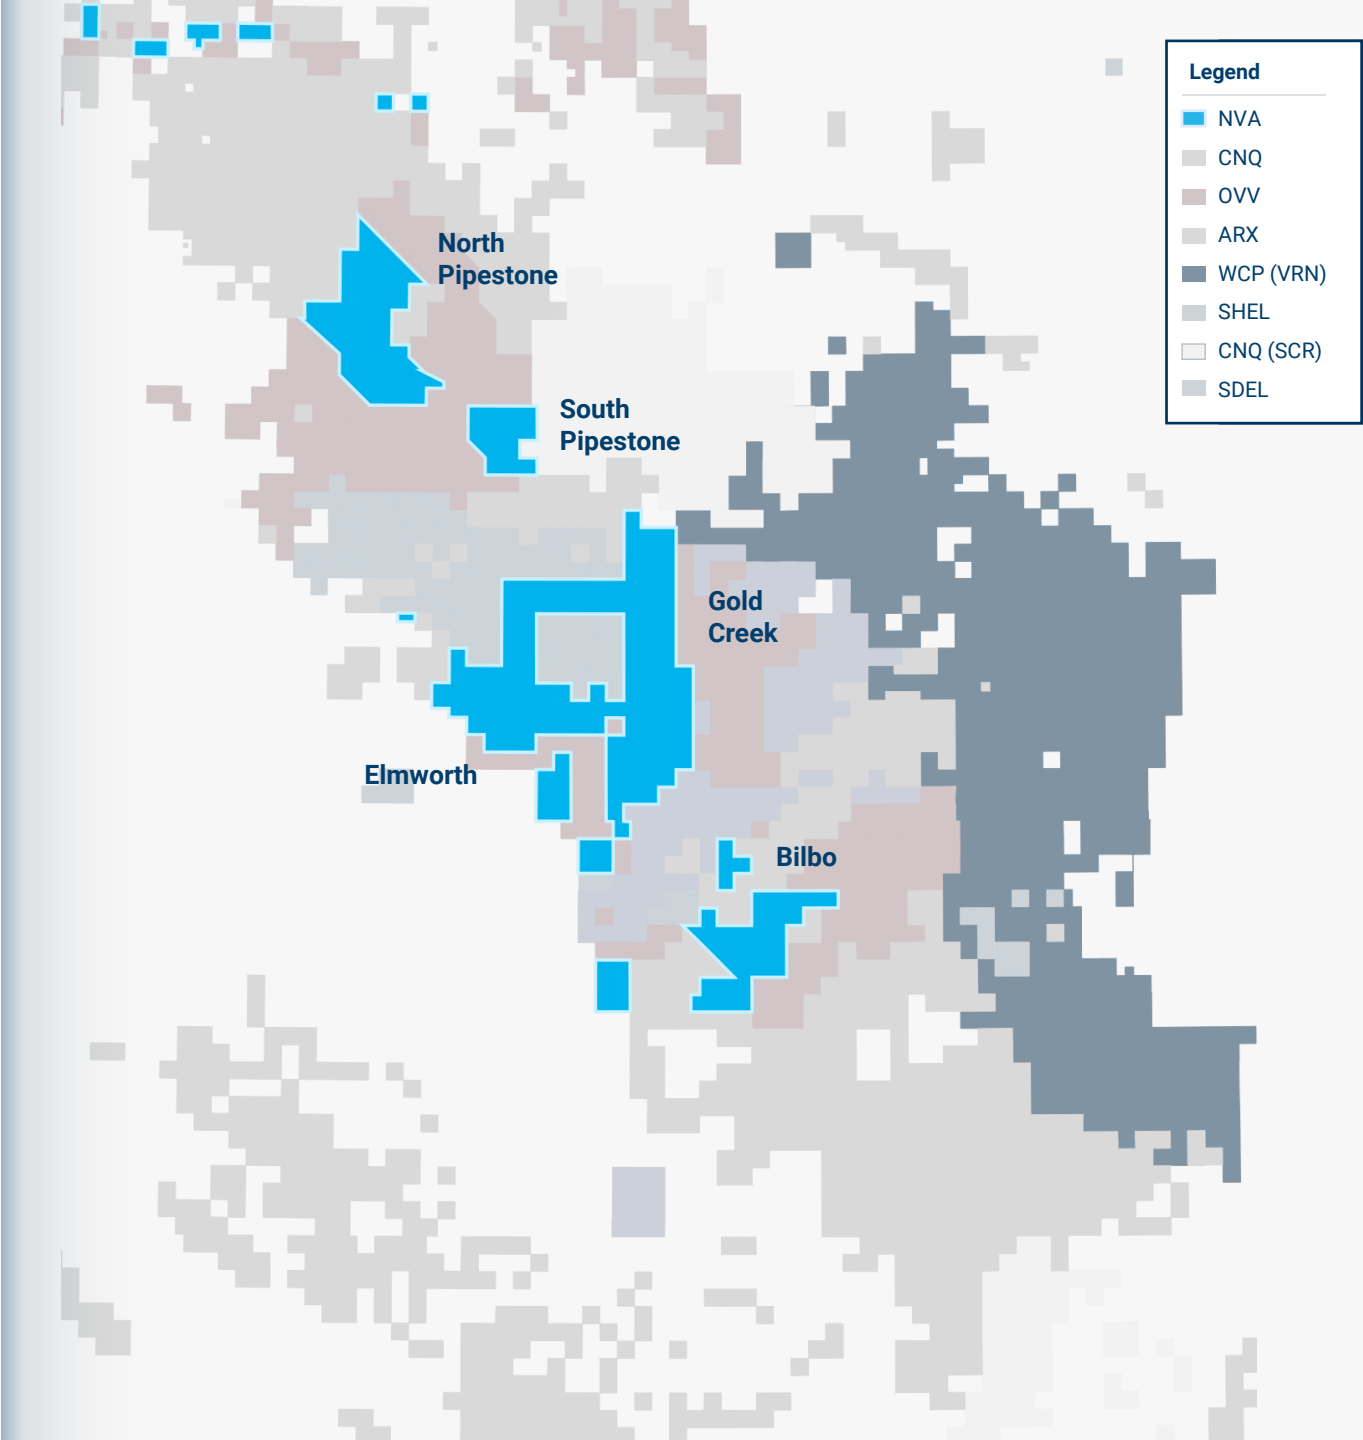 Legend
NVA
CNQ
OVV
ARX
WCP (VRN)
SHEL
CNQ (SCR)
SDEL
North
Pipestone
South
Pipestone
Gold
Creek
Elmworth
Bilbo